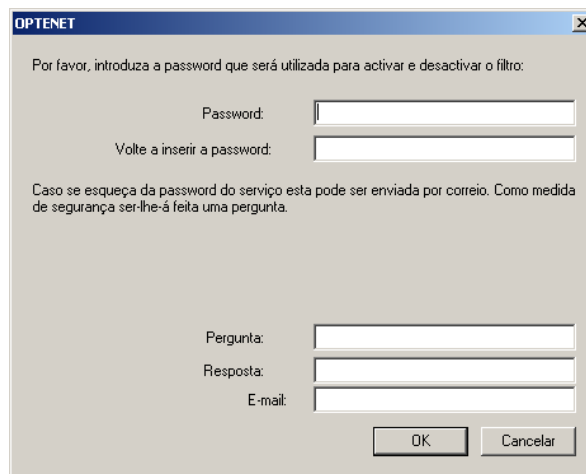 OPTENET
Por favor, introduza a password que será utilizada para activar e desactivar o filtro:
Password:
Volte a inserir a password:
Caso se esqueça da password do serviço esta pode ser enviada por correio. Como medida
de segurança ser-lhe-á feita uma pergunta.
Pergunta:
Resposta:
E-mail:
OK
Cancelar